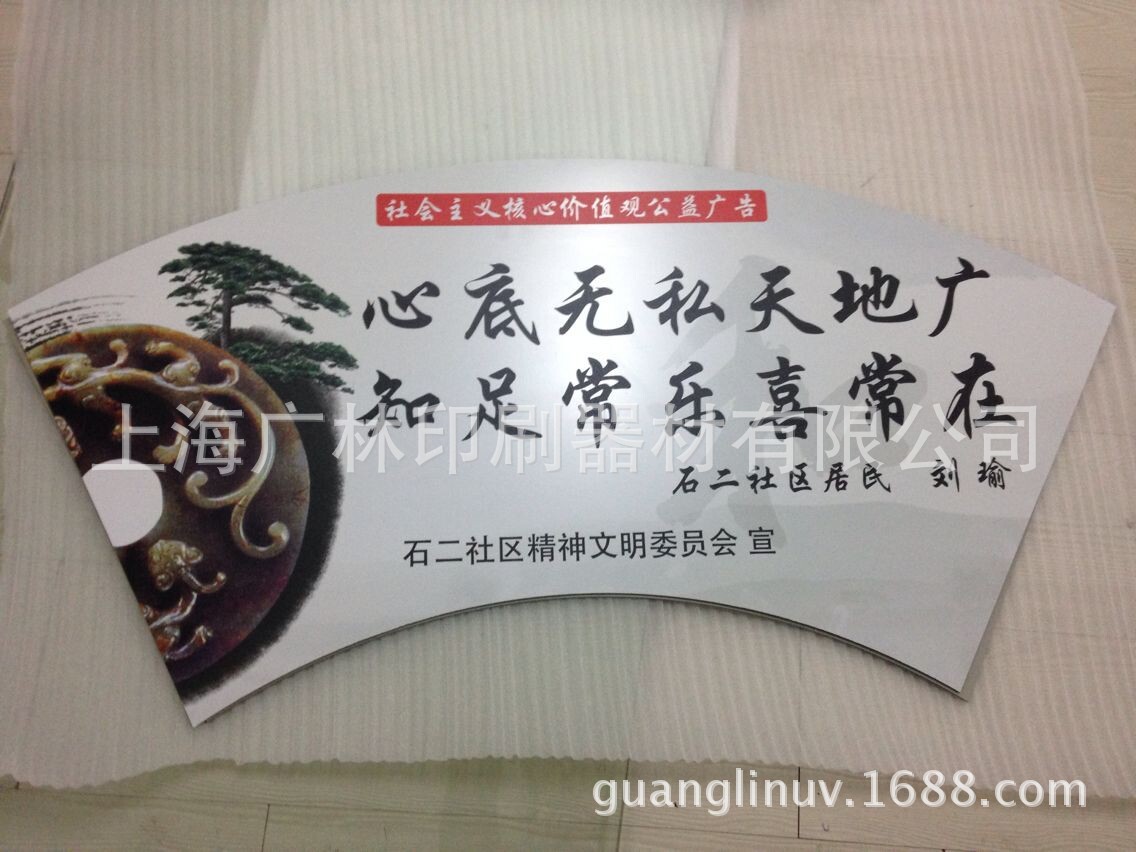 社会主义核心价值观公益广告
心底无私天地广
知足常乐喜常在
上海广林印刷器材有限公司
石二社区居民 刘瑜
石二社区精神文明委员会 宣
guanglinuv.1688.com